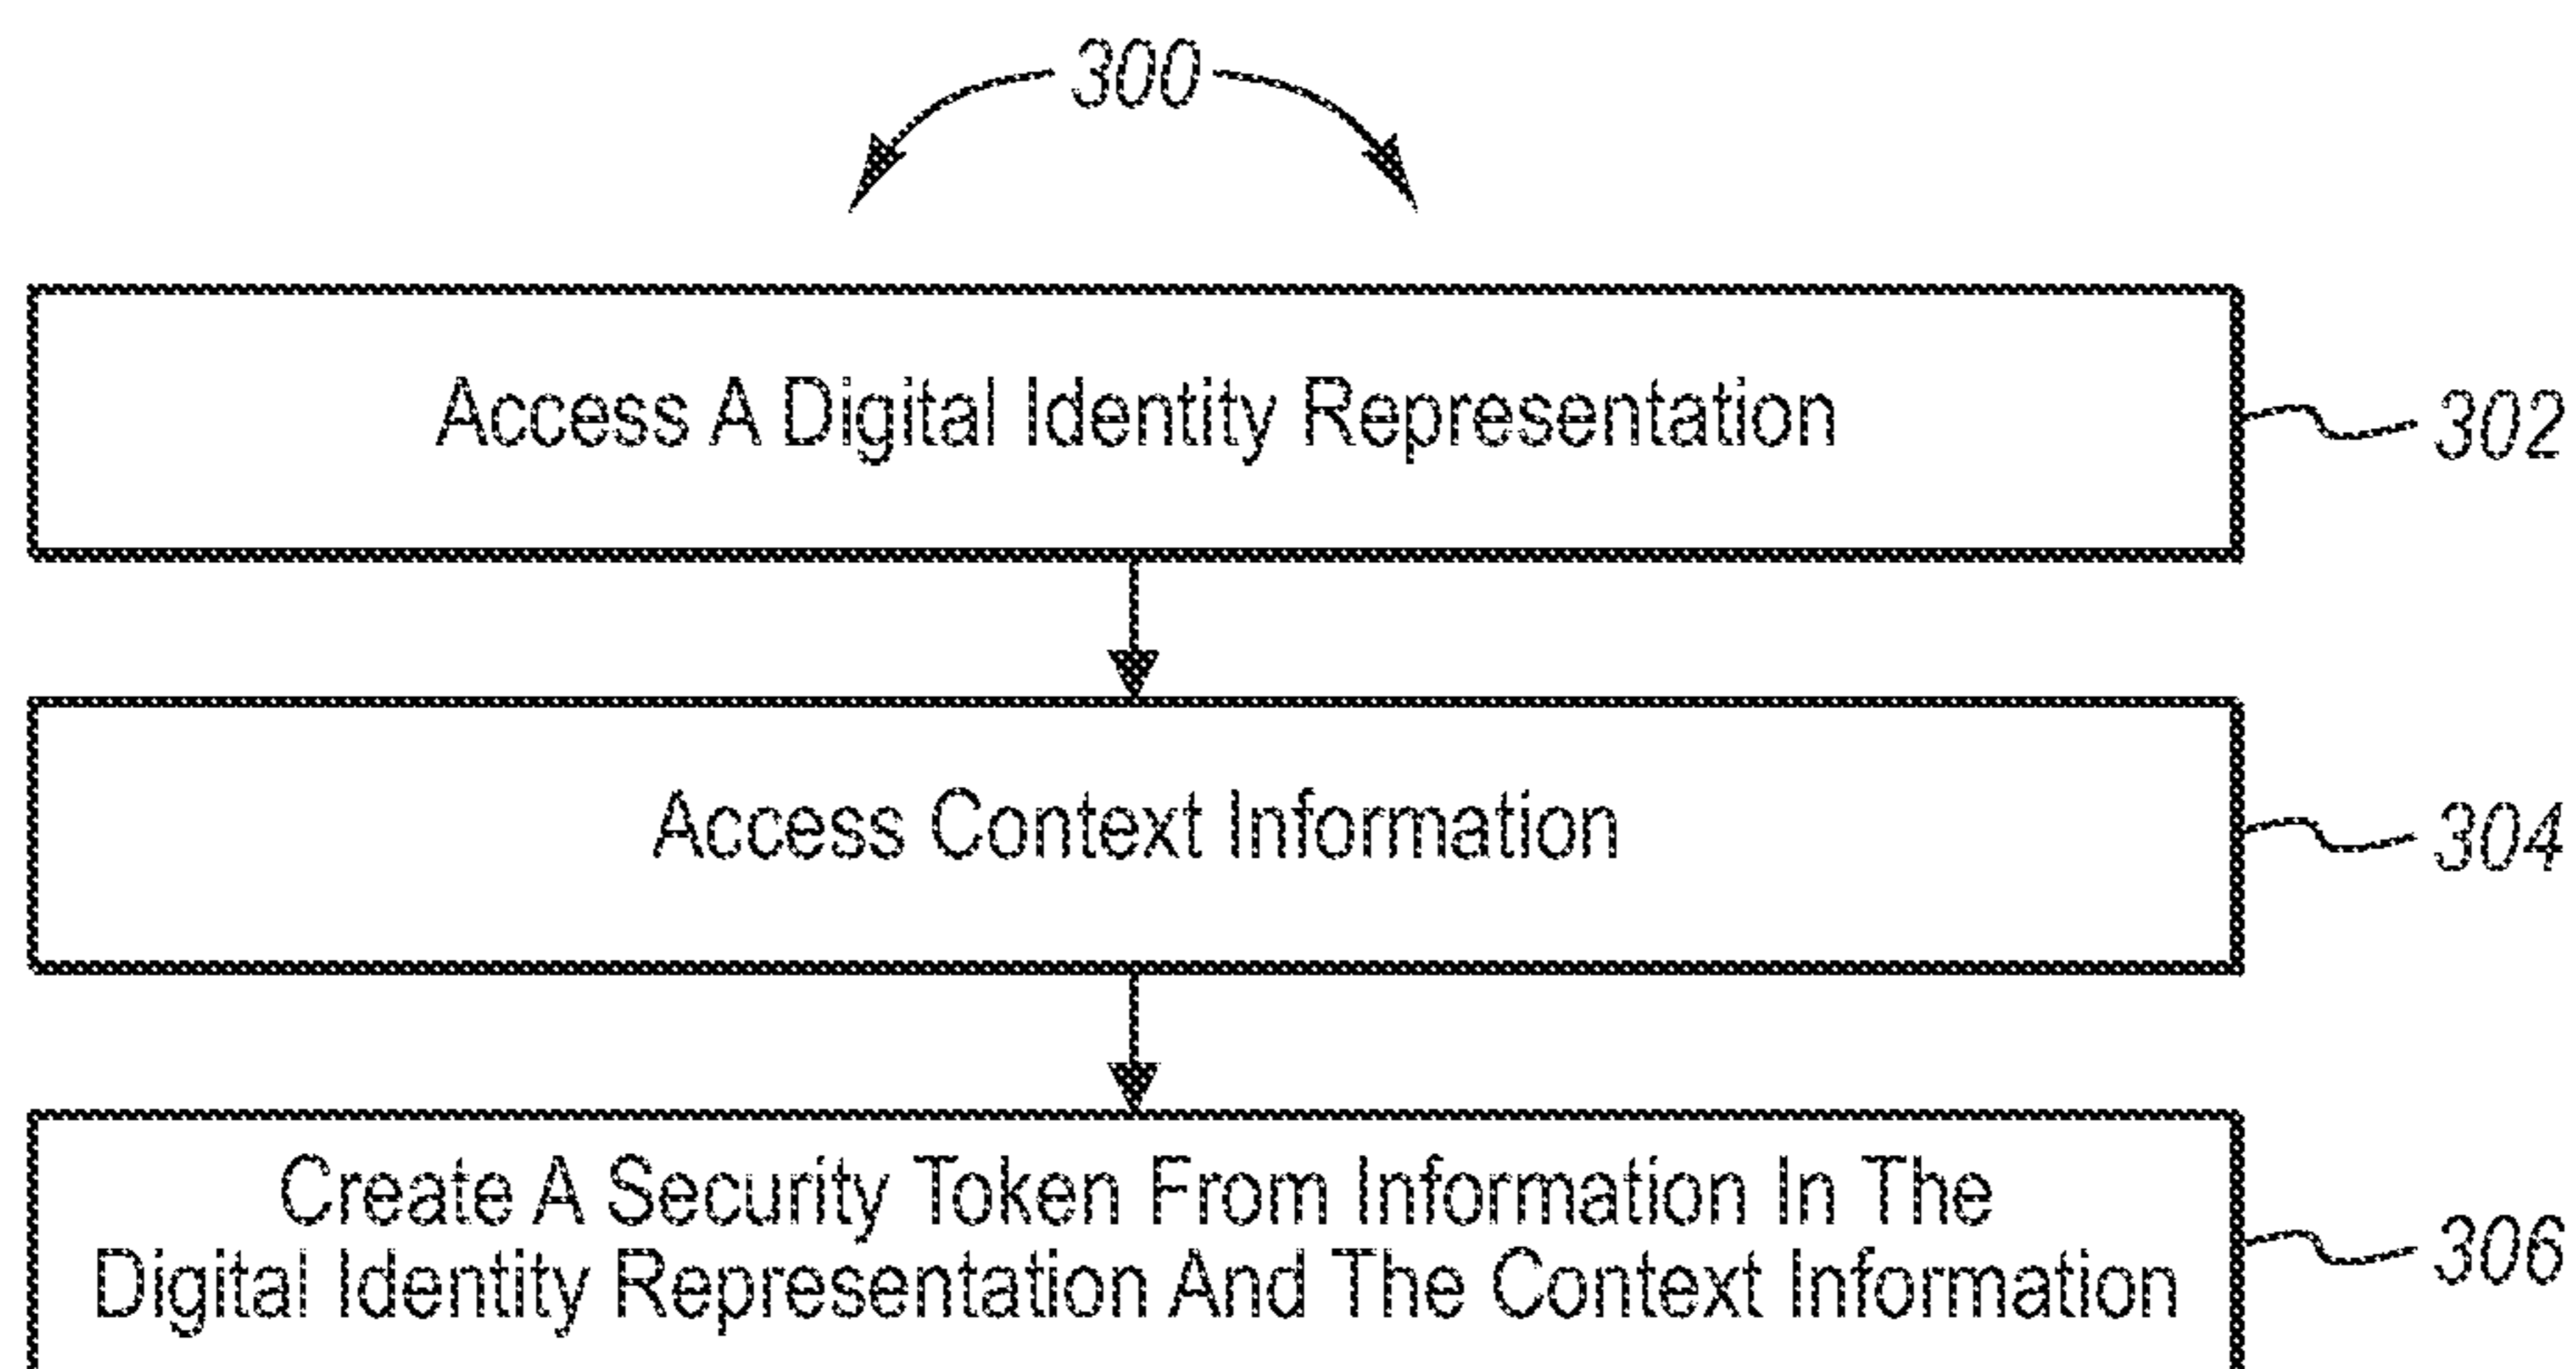 300
Access A Digital Identity Representation
302
Access Context Information
304
Create A Security Token From Information In The
Digital Identity Representation And The Context Information
306